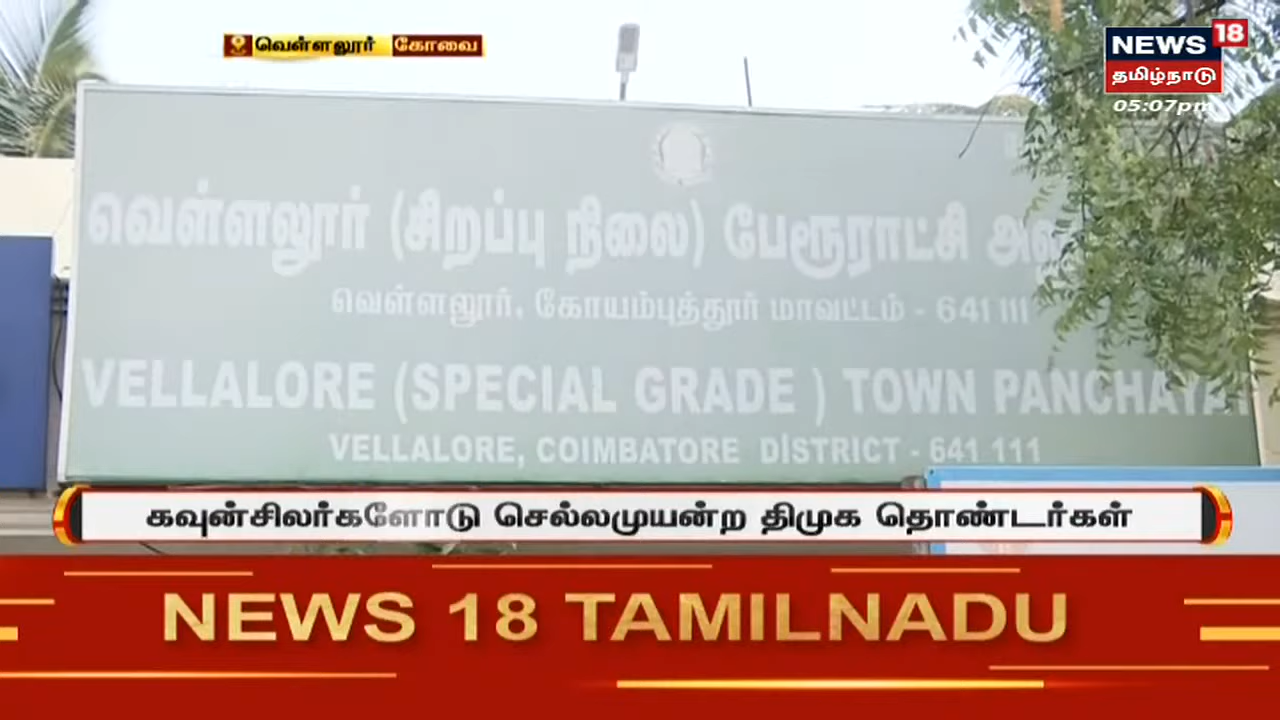 வெள்ளலூர் கோவை
NEWS 18
தமிழ்நாடு
05:07pm
வெள்ளலூர் (சிறப்பு நிலை) பேரூராட்சி
வெள்ளலூர், கோயம்புத்தூர் மாவட்டம் - 641 111
VELLALORE (SPECIAL GRADE ) TOWN PANCHAYAT
VELLALORE, COIMBATORE DISTRICT - 641 111
கவுன்சிலர்களோடு செல்லமுயன்ற திமுக தொண்டர்கள்
NEWS 18 TAMILNADU